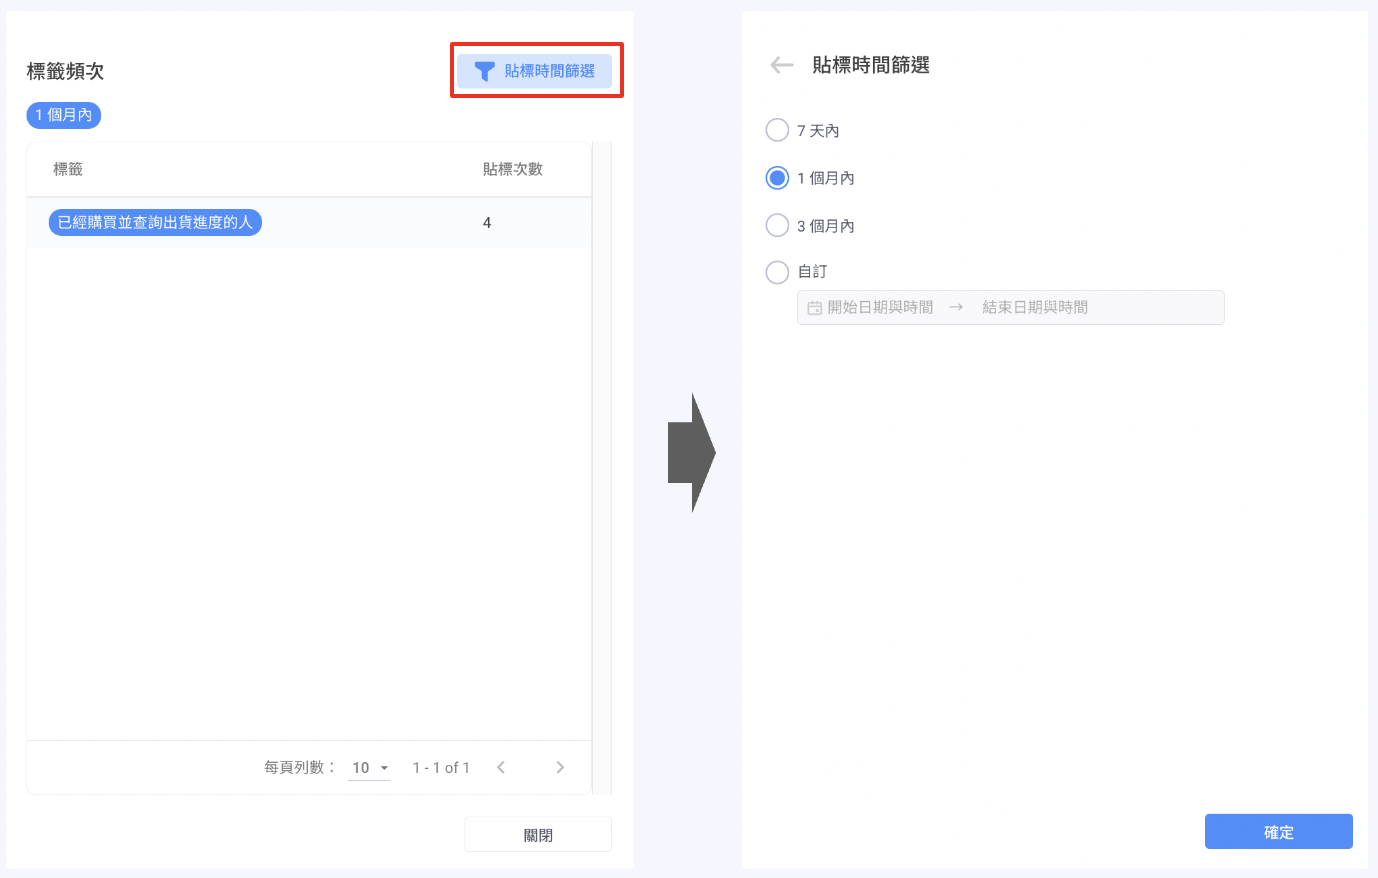 標籤頻次
貼標時間篩選
1 個月內
標籤 貼標次數
已經購買並查詢出貨進度的人 4
每頁列數： 10 1 - 1 of 1
關閉
貼標時間篩選
7 天內
1 個月內
3 個月內
自訂
開始日期與時間 → 結束日期與時間
確定